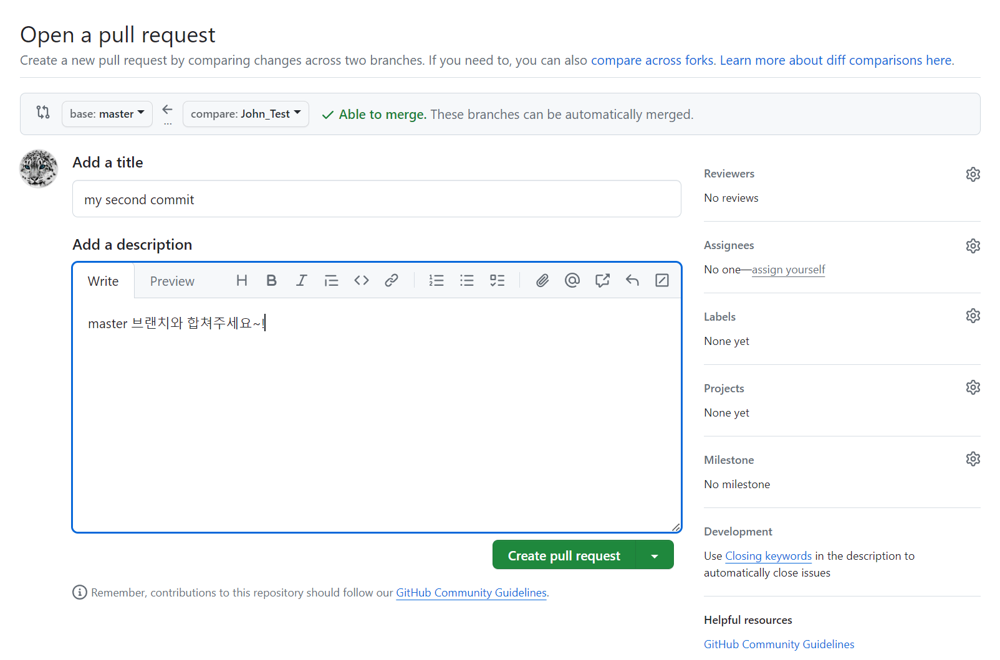 Open a pull request
Create a new pull request by comparing changes across two branches. If you need to, you can also compare across forks. Learn more about diff comparisons here.
base: master
...
compare: John_Test
Able to merge. These branches can be automatically merged.
Add a title
my second commit
Add a description
Write
Preview
master 브랜치와 합쳐주세요~!
Create pull request
Remember, contributions to this repository should follow our GitHub Community Guidelines.
Reviewers
No reviews
Assignees
No one—assign yourself
Labels
None yet
Projects
None yet
Milestone
No milestone
Development
Use Closing keywords in the description to
automatically close issues
Helpful resources
GitHub Community Guidelines